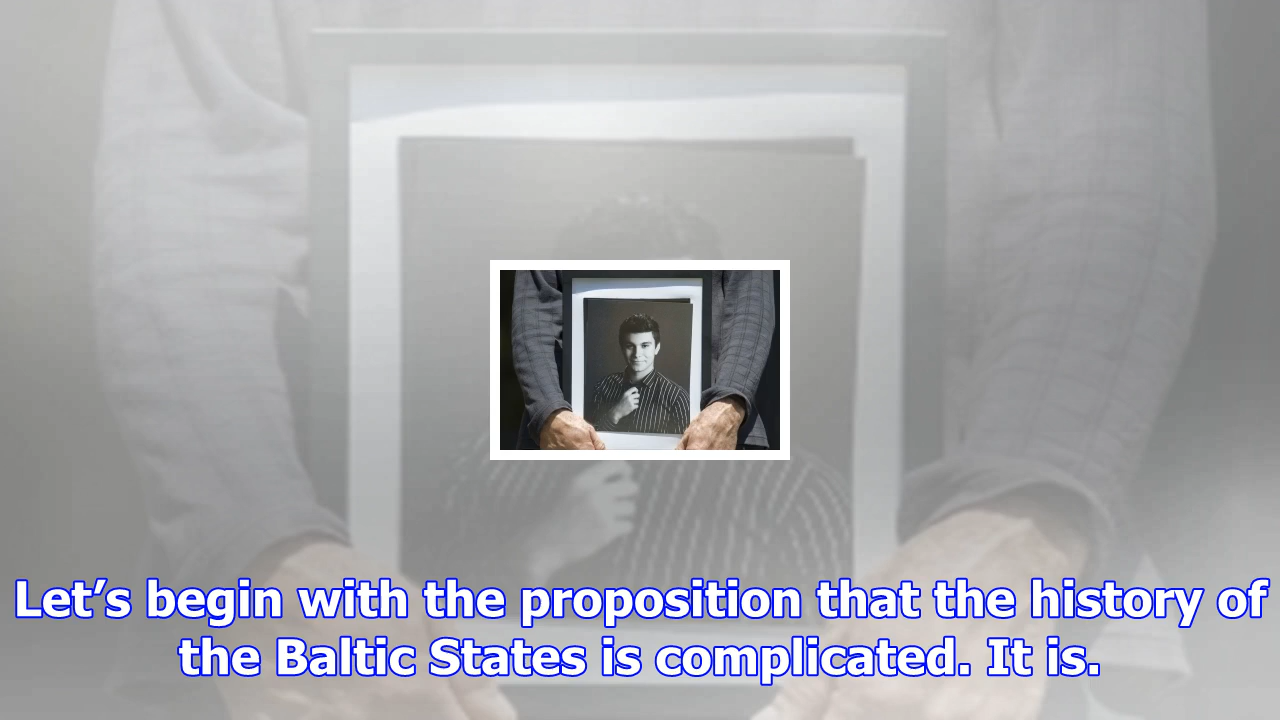 Let’s begin with the proposition that the history of
the Baltic States is complicated. It is.